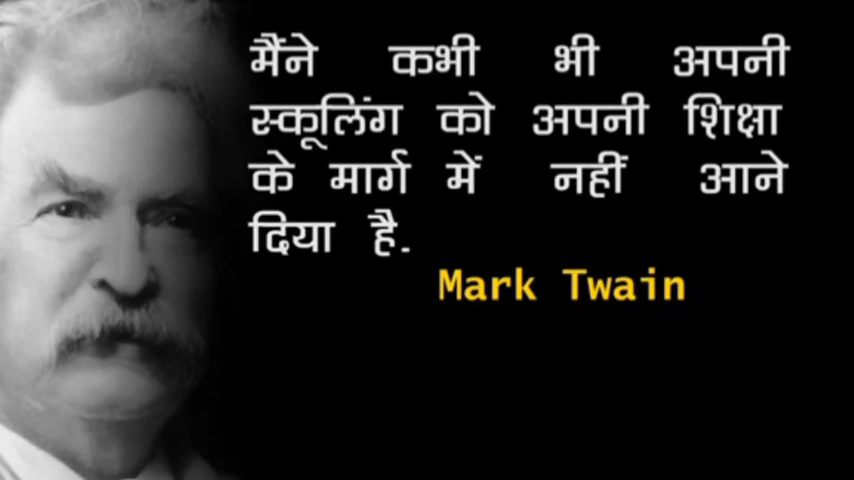 मैंने कभी भी अपनी
स्कूलिंग को अपनी शिक्षा
के मार्ग में नहीं आने
दिया है.
Mark Twain